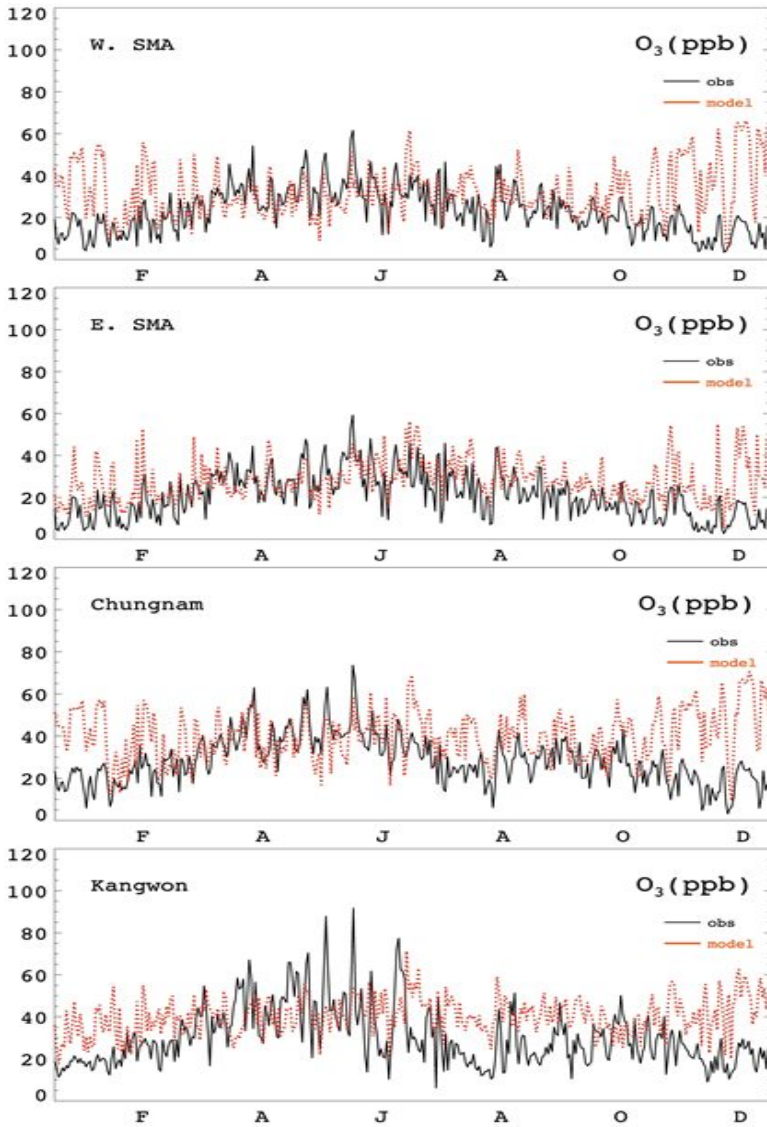 120
100
80
60
40
20
0
W. SMA
O₃(ppb)
obs
model
F A J A O D
120
100
80
60
40
20
0
E. SMA
O₃(ppb)
obs
model
F A J A O D
120
100
80
60
40
20
0
Chungnam
O₃(ppb)
obs
model
F A J A O D
120
100
80
60
40
20
0
Kangwon
O₃(ppb)
obs
model
F A J A O D